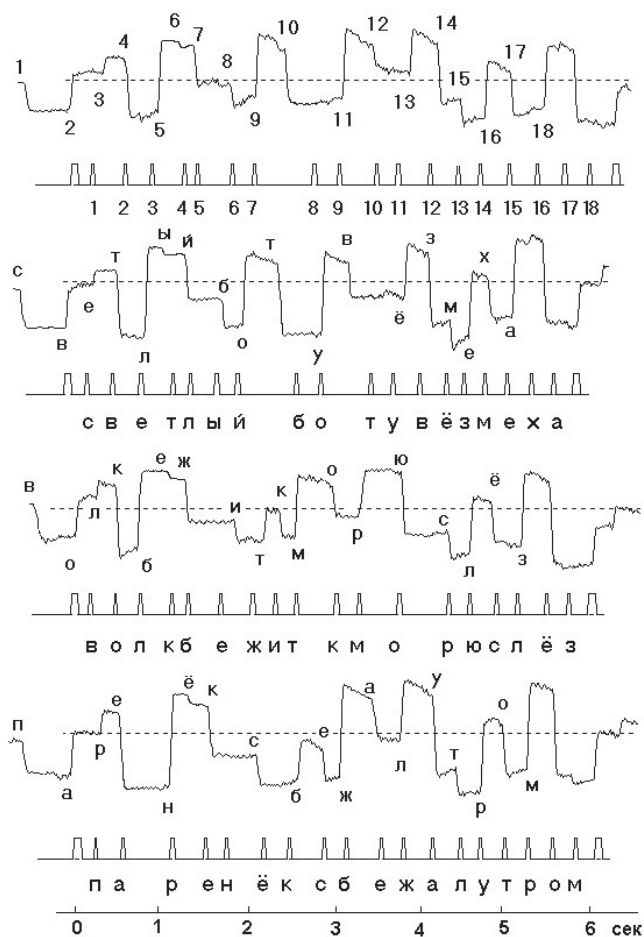 1 2 3 4 5 6 7 8 9 10 11 12 13 14 15 16 17 18
1 2 3 4 5 6 7 8 9 10 11 12 13 14 15 16 17 18
с в е т л ы й б о т у в ё з м е х а
с в е т л ы й б о т у в ё з м е х а
в о л к б е ж и т к м о р ю с л ё з
в о л к б е ж и т к м о р ю с л ё з
п а р е н ё к с б е ж а л у т р о м
п а р е н ё к с б е ж а л у т р о м
0 1 2 3 4 5 6 сек